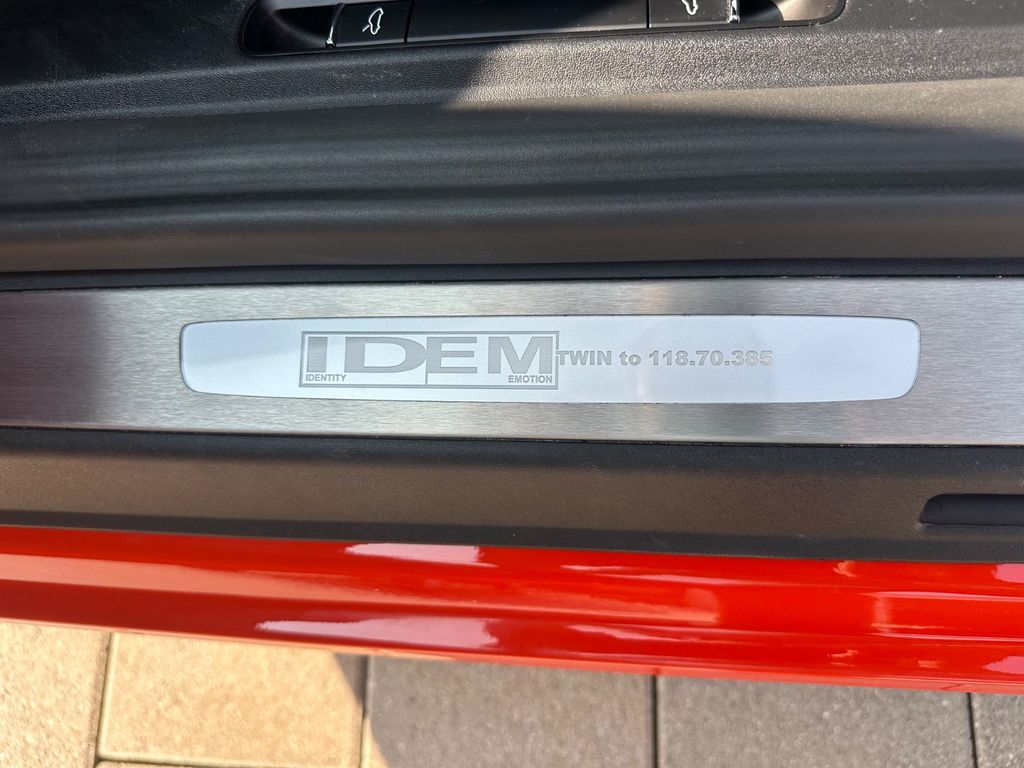 IDEM TWIN to 118.70.385
IDENTITY EMOTION